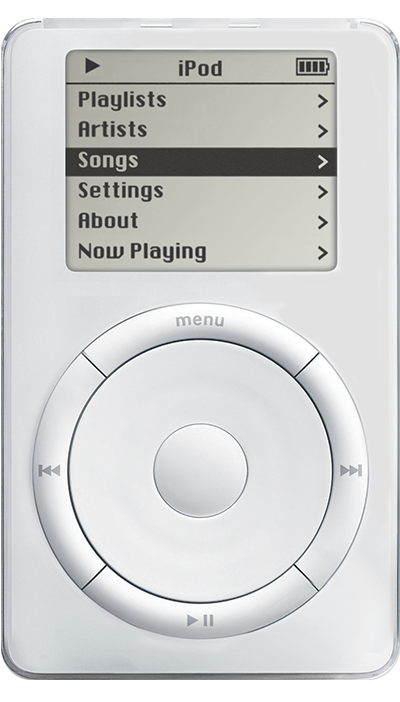 iPod
Playlists
Artists
Songs
Settings
About
Now Playing
menu